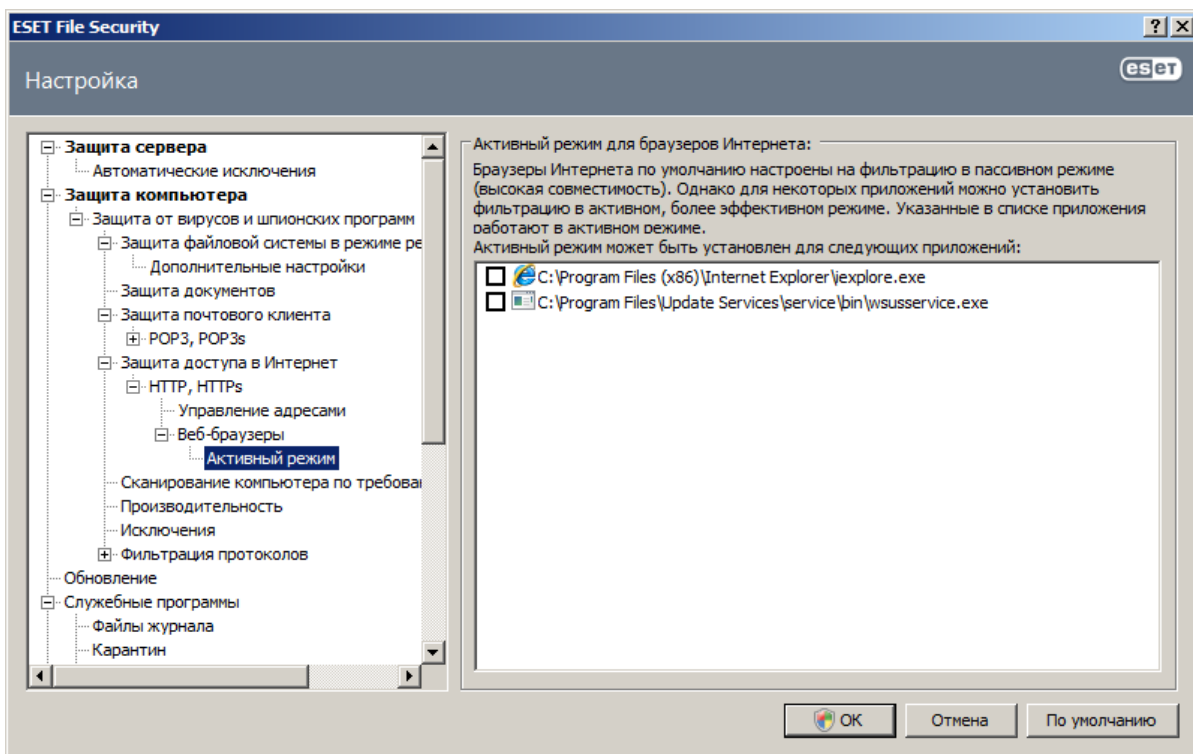 ESET File Security
Настройка
eset
Защита сервера
Автоматические исключения
Защита компьютера
Защита от вирусов и шпионских программ
Защита файловой системы в режиме ре
Дополнительные настройки
Защита документов
Защита почтового клиента
POP3, POP3s
Защита доступа в Интернет
HTTP, HTTPs
Управление адресами
Веб-браузеры
Активный режим
Сканирование компьютера по требова
Производительность
Исключения
Фильтрация протоколов
Обновление
Служебные программы
Файлы журнала
Карантин
Активный режим для браузеров Интернета:
Браузеры Интернета по умолчанию настроены на фильтрацию в пассивном режиме
(высокая совместимость). Однако для некоторых приложений можно установить
фильтрацию в активном, более эффективном режиме. Указанные в списке приложения
работают в активном режиме.
Активный режим может быть установлен для следующих приложений:
C:\Program Files (x86)\Internet Explorer\iexplore.exe
C:\Program Files\Update Services\service\bin\wsusservice.exe
OK
Отмена
По умолчанию